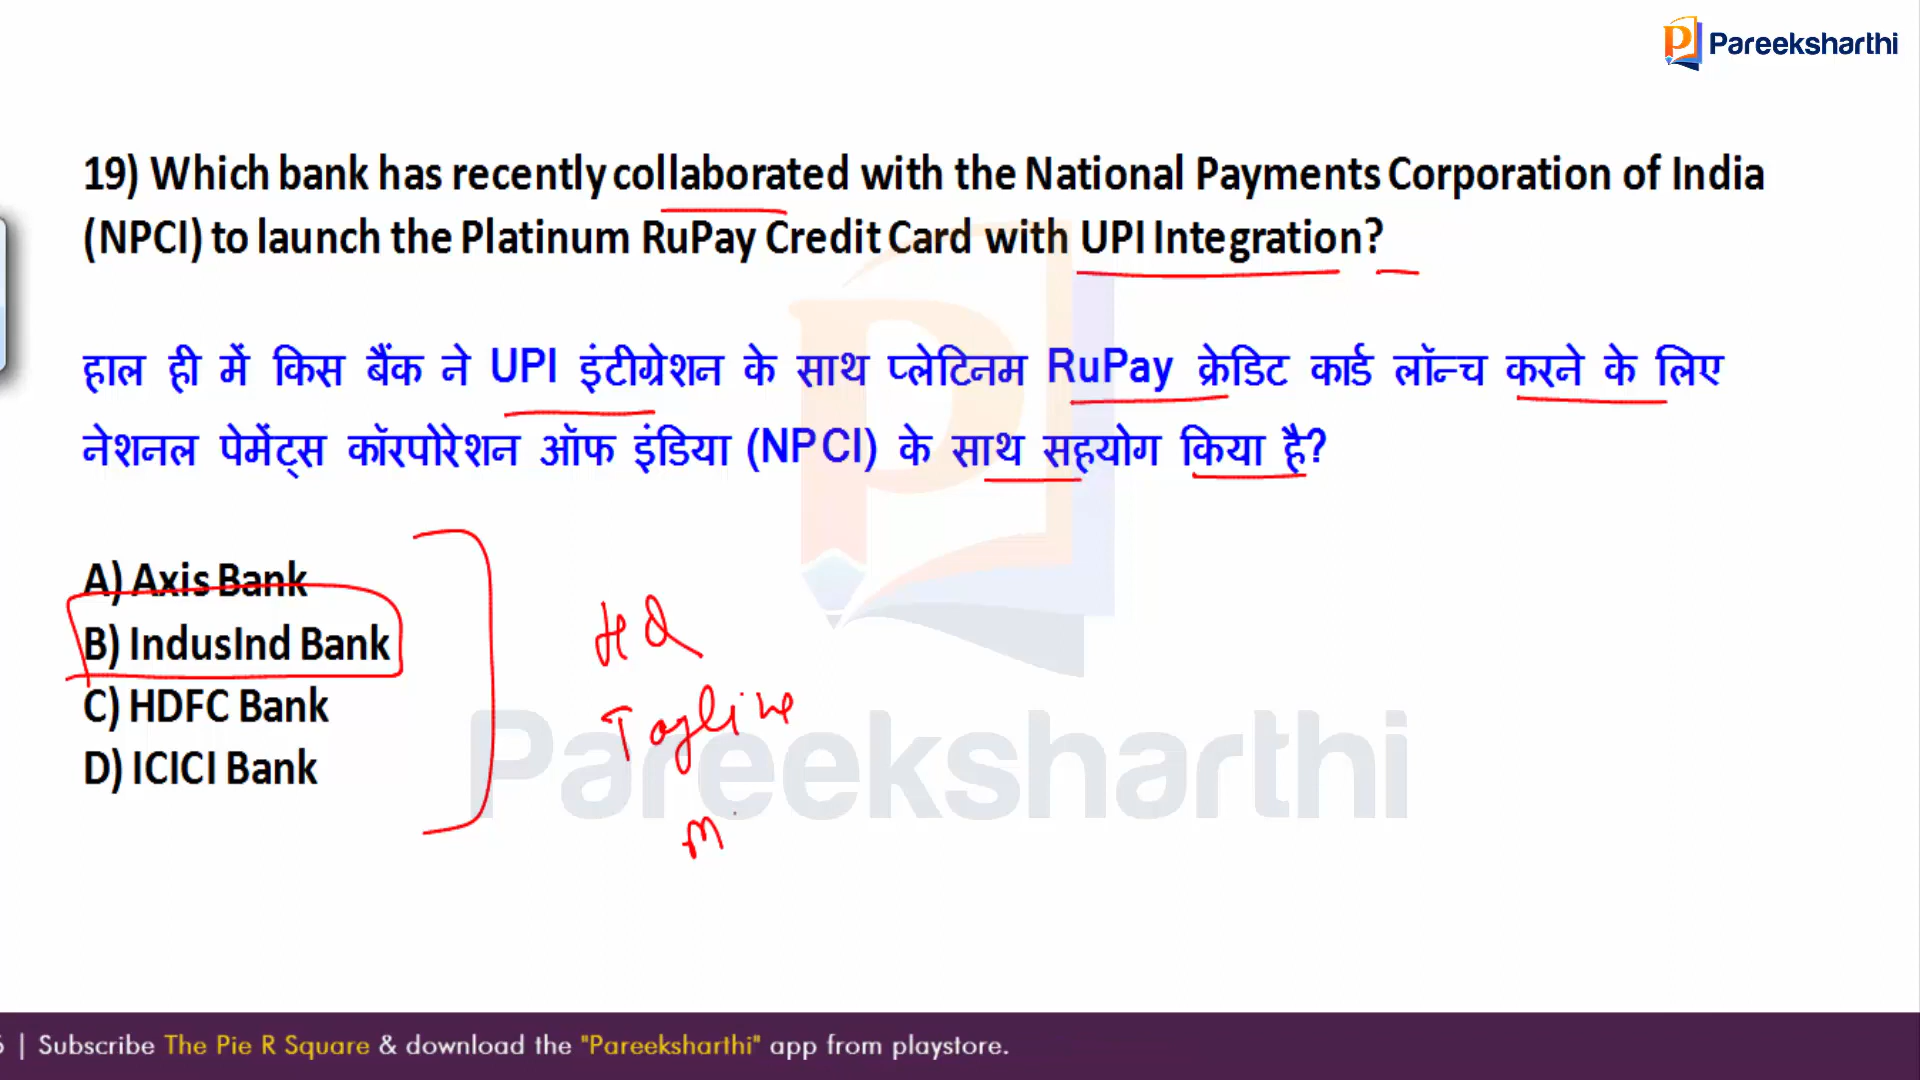 Pareeksharthi
19) Which bank has recently collaborated with the National Payments Corporation of India
(NPCI) to launch the Platinum RuPay Credit Card with UPI Integration?
हाल ही में किस बैंक ने UPI इंटीग्रेशन के साथ प्लेटिनम RuPay क्रेडिट कार्ड लॉन्च करने के लिए
नेशनल पेमेंट्स कॉरपोरेशन ऑफ इंडिया (NPCI) के साथ सहयोग किया है?
A) Axis Bank
B) IndusInd Bank
C) HDFC Bank
D) ICICI Bank
HQ
Tagline
M
Pareeksharthi
| Subscribe The Pie R Square & download the "Pareeksharthi" app from playstore.